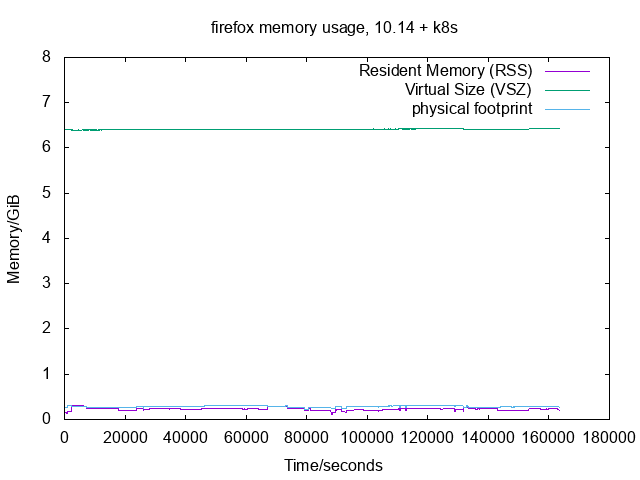 firefox memory usage, 10.14 + k8s
8
7
6
5
4
3
2
1
0
Memory/GiB
Resident Memory (RSS)
Virtual Size (VSZ)
physical footprint
0 20000 40000 60000 80000 100000 120000 140000 160000 180000
Time/seconds